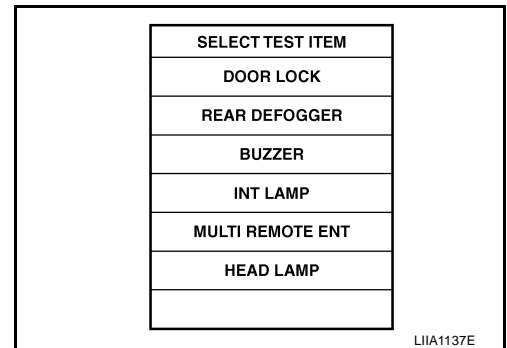 SELECT TEST ITEM
DOOR LOCK
REAR DEFOGGER
BUZZER
INT LAMP
MULTI REMOTE ENT
HEAD LAMP
LIIA1137E